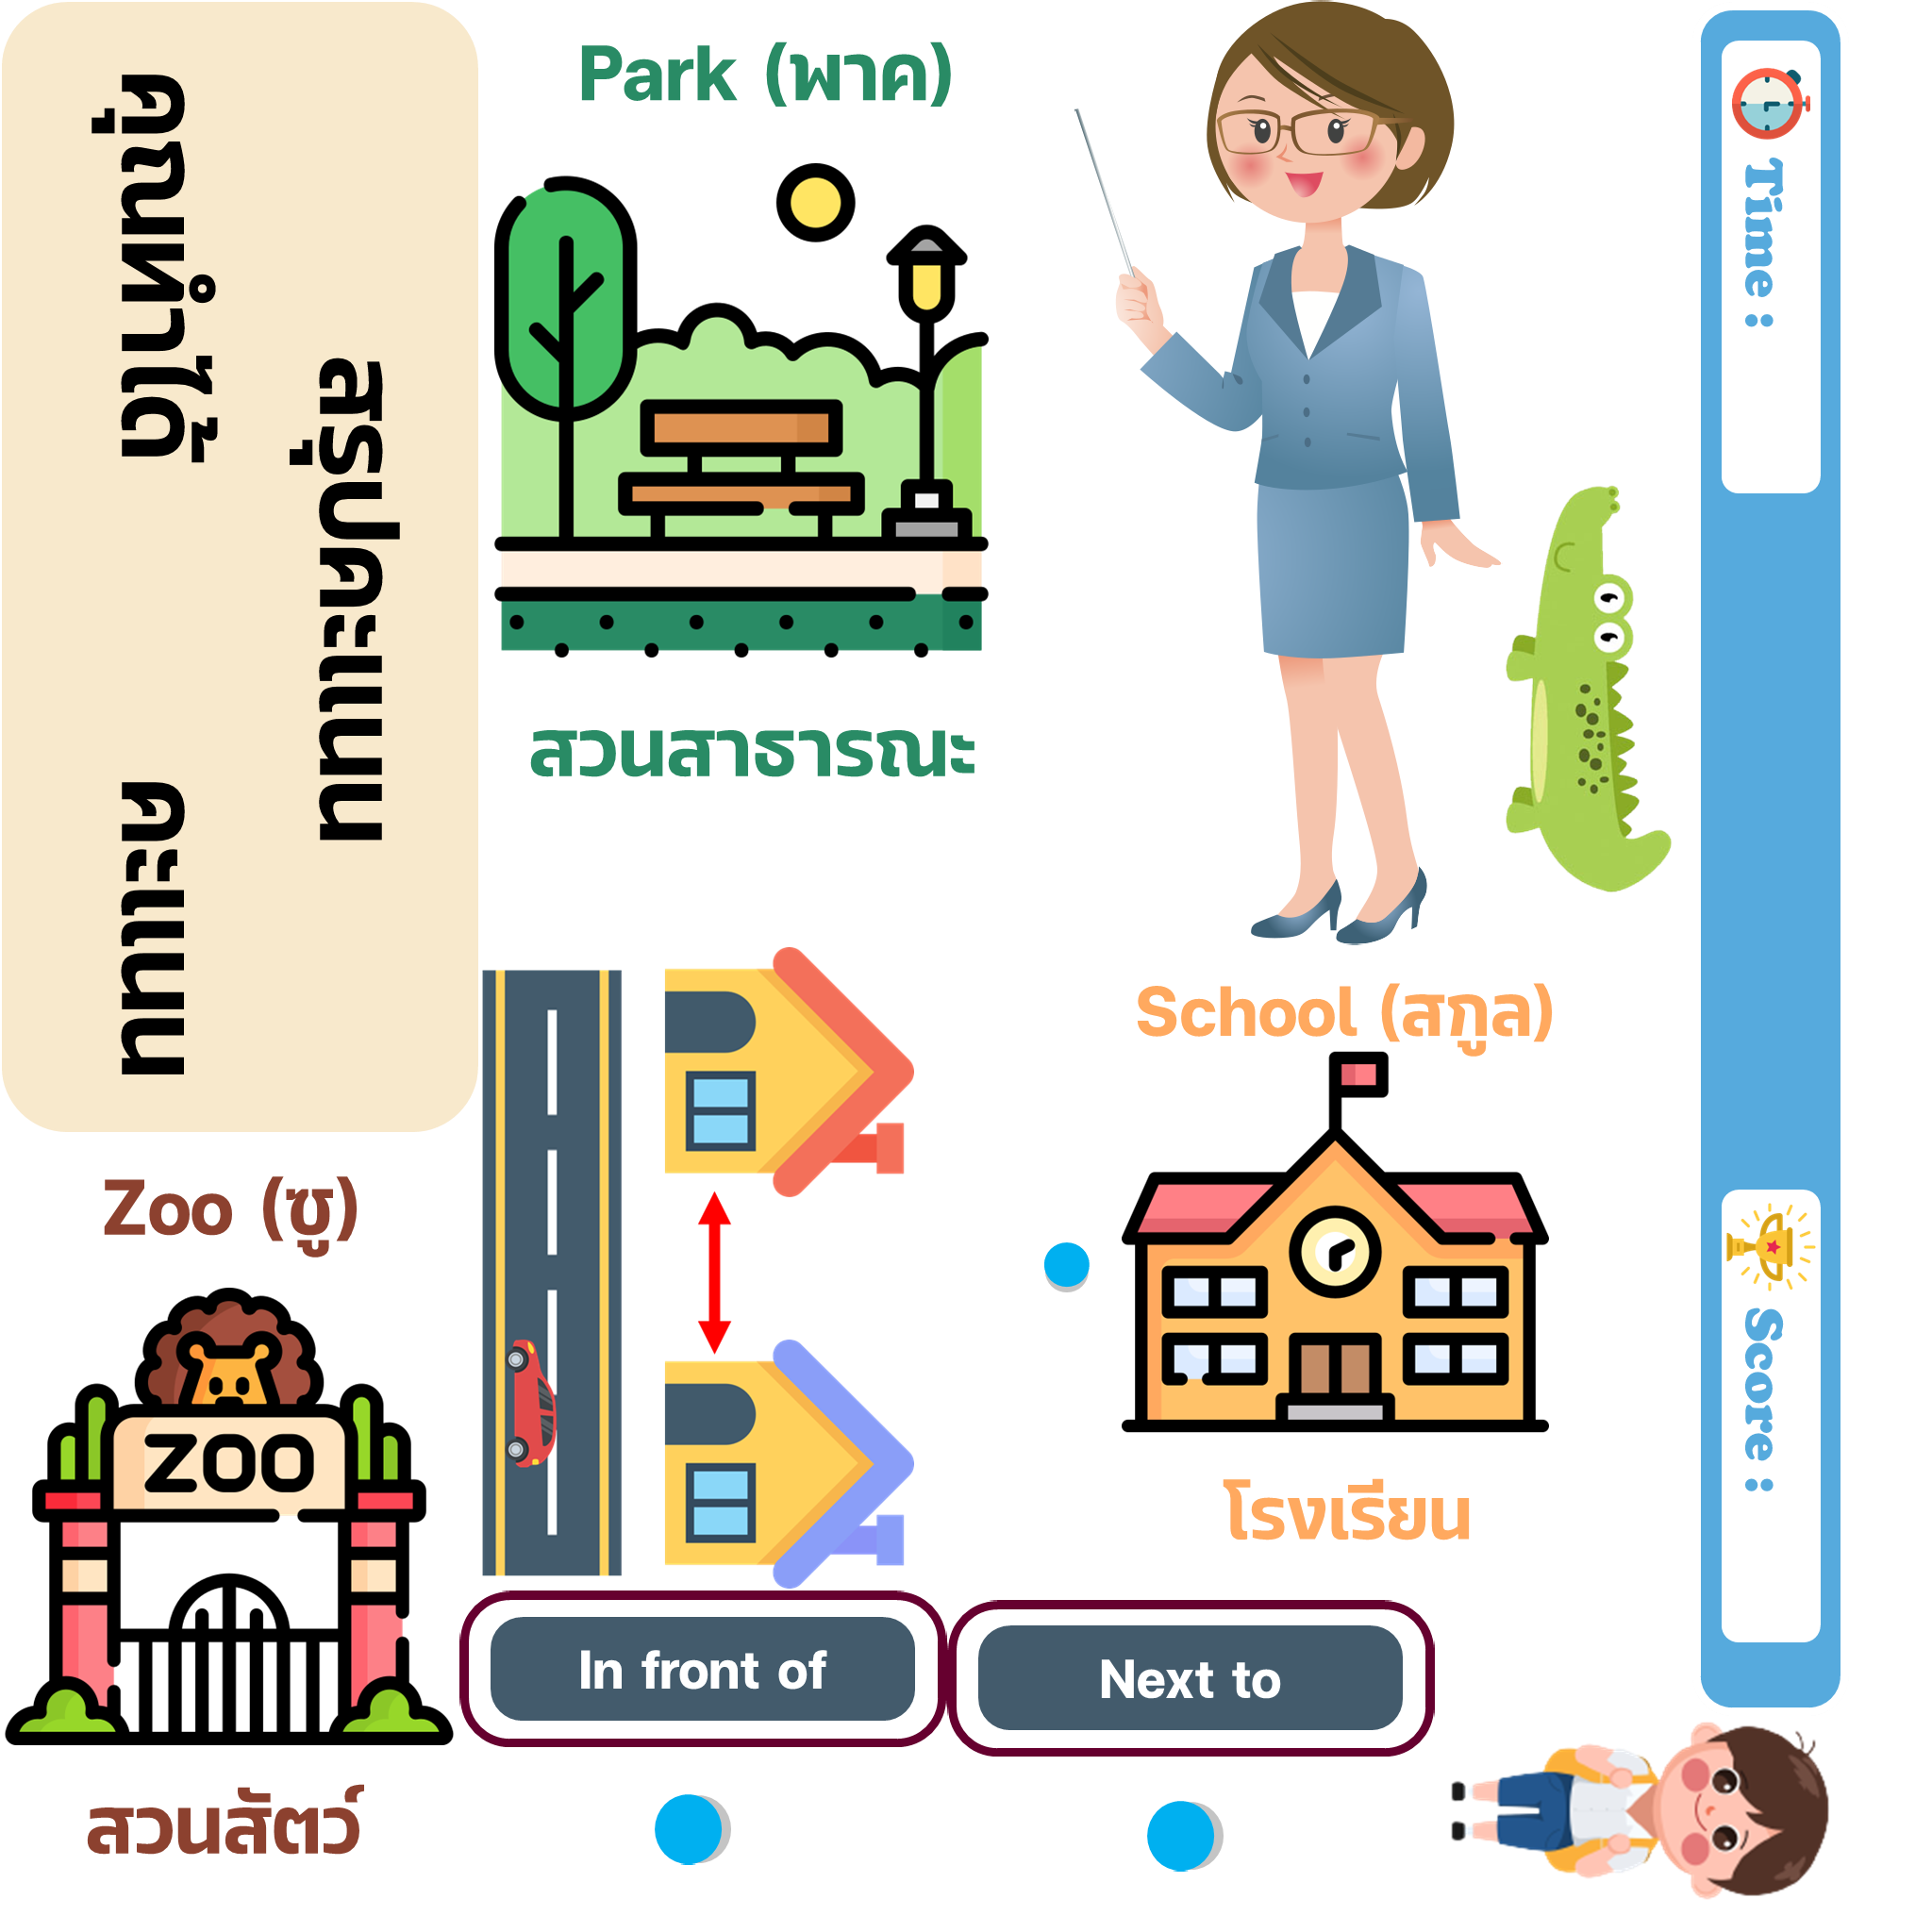 สรุปคะแนน
คุณทำได้ คะแนน
Park (พาค)
สวนสาธารณะ
Time :
School (สกูล)
โรงเรียน
Zoo (ซู)
ZOO
สวนสัตว์
In front of
Next to
Score :